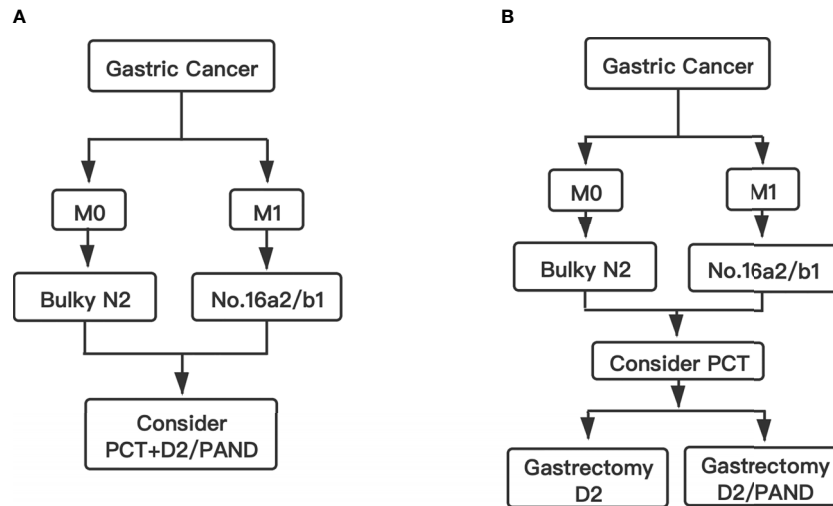 A
Gastric Cancer
M0
M1
Bulky N2
No.16a2/b1
Consider
PCT+D2/PAND
B
Gastric Cancer
M0
M1
Bulky N2
No.16a2/b1
Consider PCT
Gastrectomy
D2
Gastrectomy
D2/PAND